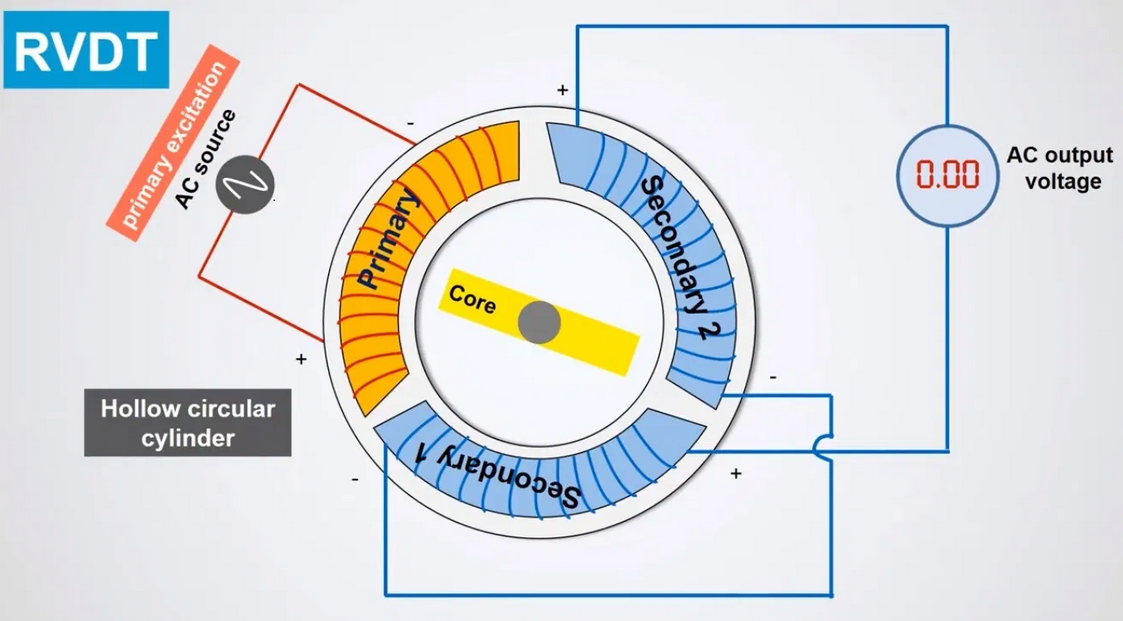 RVDT
primary excitation
AC source
-
+
+
Primary
Secondary 2
Core
0.00
AC output
voltage
-
Hollow circular
cylinder
Secondary 1
-
+